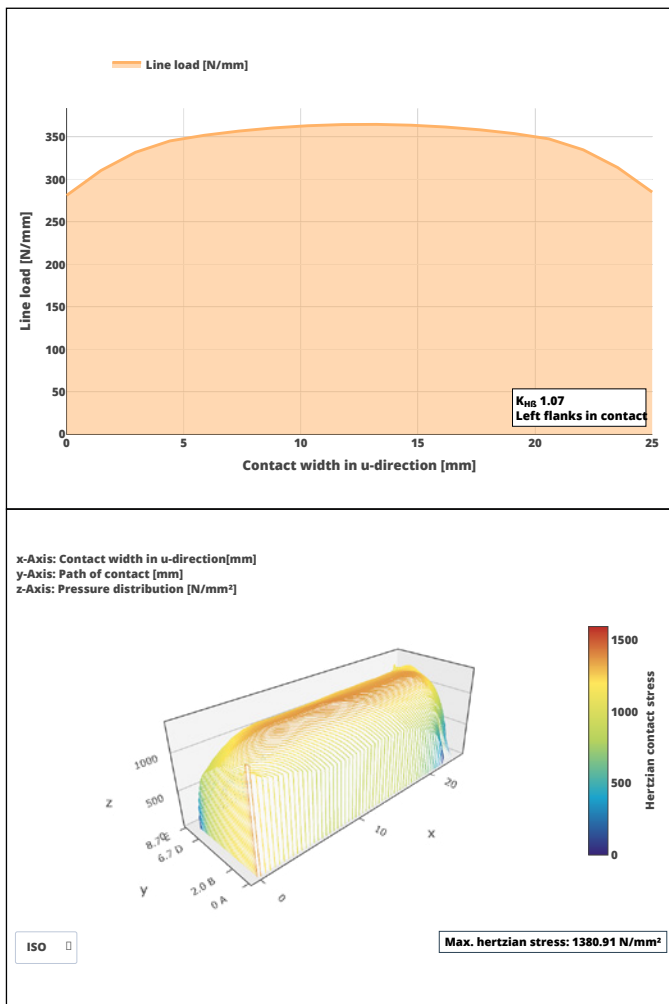 Line load [N/mm]
350
300
250
200
150
100
50
0
Line load [N/mm]
K_Hß 1.07
Left flanks in contact
0
5
10
15
20
25
Contact width in u-direction [mm]
x-Axis: Contact width in u-direction[mm]
y-Axis: Path of contact [mm]
z-Axis: Pressure distribution [N/mm²]
1500
1000
500
0
Hertzian contact stress
1000
500
z
8.7 E
6.7 D
2.0 B
0 A
y
0
10
20
x
ISO
Max. hertzian stress: 1380.91 N/mm²